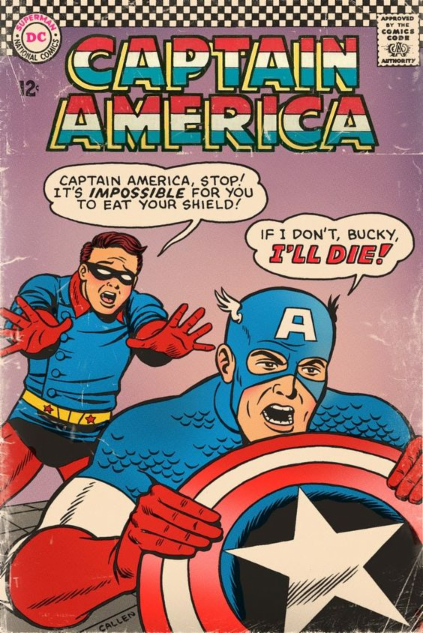 SUPERMAN
DC
NATIONAL COMICS
APPROVED
BY THE
COMICS
CODE
AUTHORITY
12¢
CAPTAIN
AMERICA
CAPTAIN AMERICA, STOP!
IT'S IMPOSSIBLE FOR YOU
TO EAT YOUR SHIELD!
IF I DON'T, BUCKY,
I'LL DIE!
A
CALLEN